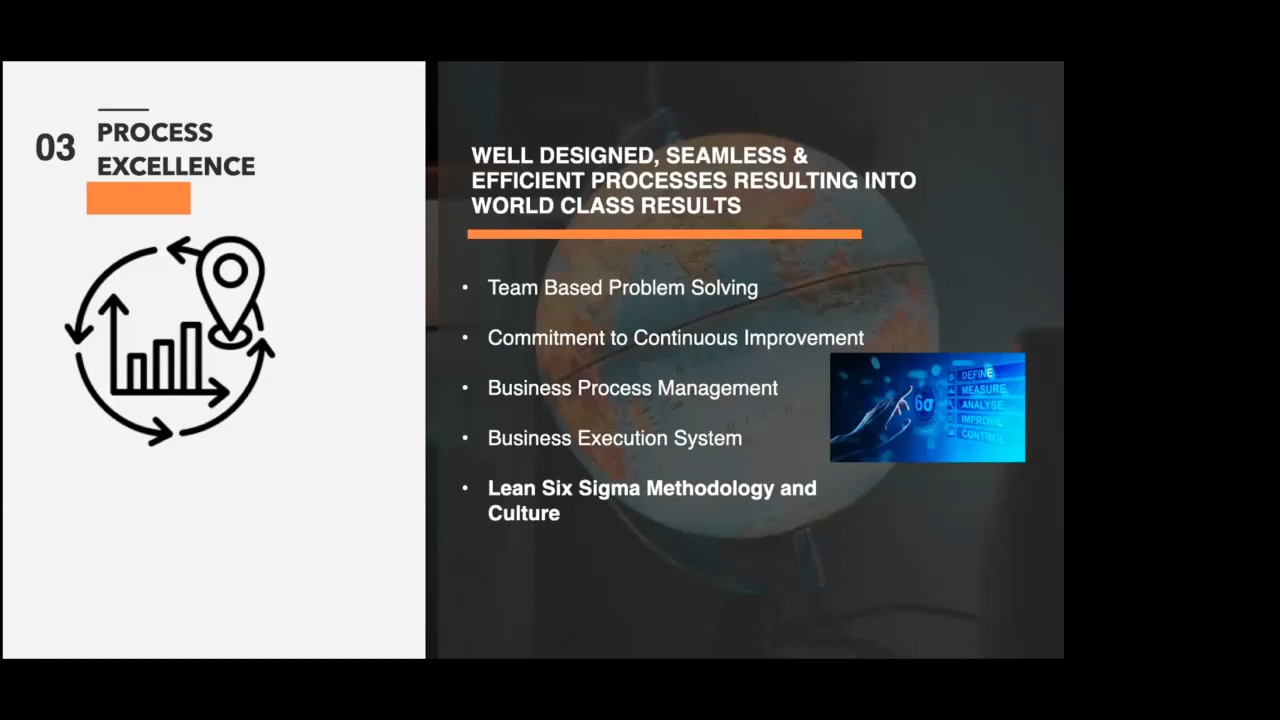 03
PROCESS
EXCELLENCE
WELL DESIGNED, SEAMLESS &
EFFICIENT PROCESSES RESULTING INTO
WORLD CLASS RESULTS
• Team Based Problem Solving
• Commitment to Continuous Improvement
• Business Process Management
• Business Execution System
• Lean Six Sigma Methodology and
Culture
6σ
DEFINE
MEASURE
ANALYSE
IMPROVE
CONTROL